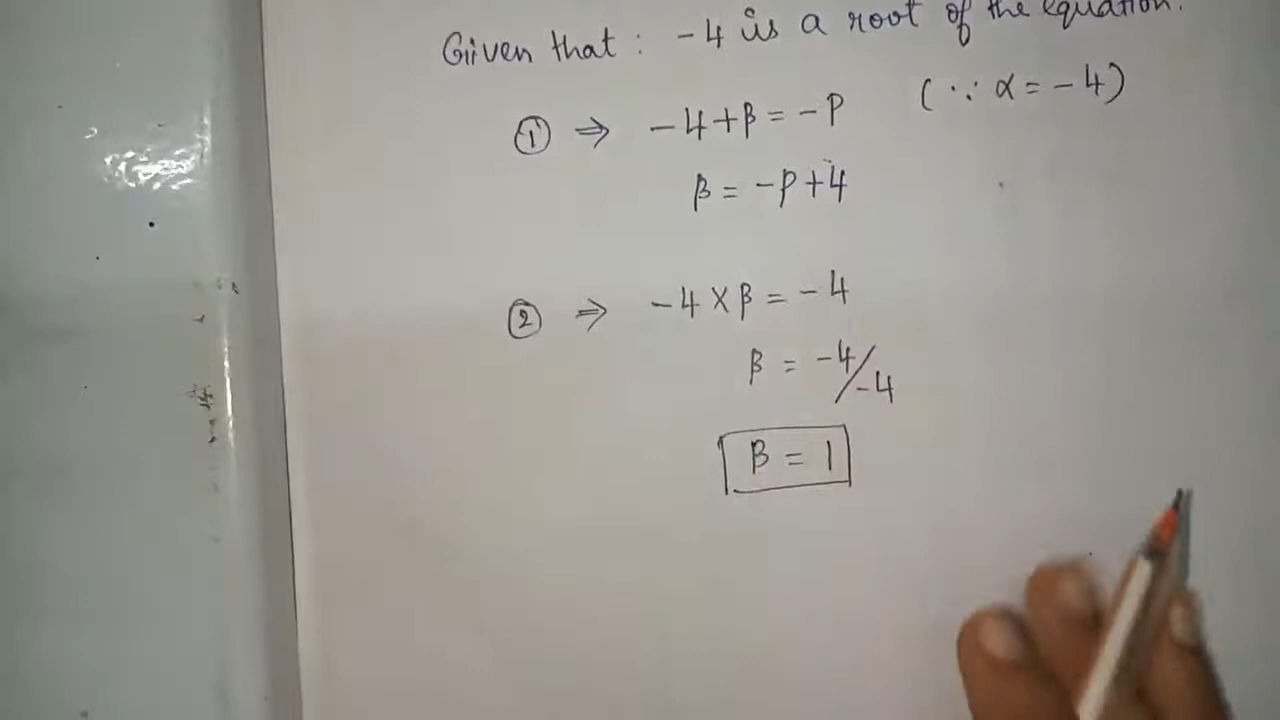 Given that : -4 is a root of the equation.
① ⇒ -4+β = -P (∵ α = -4)
β = -P+4
② ⇒ -4×β = -4
β = -4/-4
β = 1